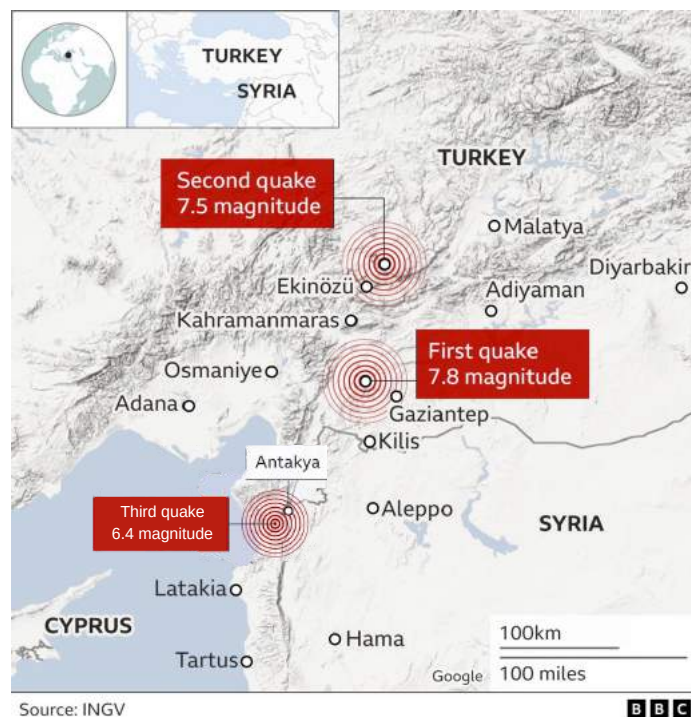 TURKEY
SYRIA
TURKEY
Second quake
7.5 magnitude
Malatya
Diyarbakir
Ekinözü
Adiyaman
Kahramanmaras
First quake
7.8 magnitude
Osmaniye
Adana
Gaziantep
Kilis
Antakya
Third quake
6.4 magnitude
Aleppo
SYRIA
Latakia
CYPRUS
Hama
Tartus
100km
100 miles
Google
Source: INGV
BBC